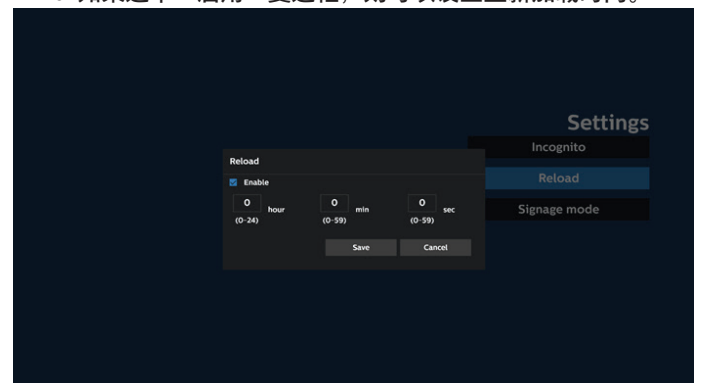 Settings
Incognito
Reload
Signage mode
Reload
Enable
0 hour 0 min 0 sec
(0-24) (0-59) (0-59)
Save Cancel